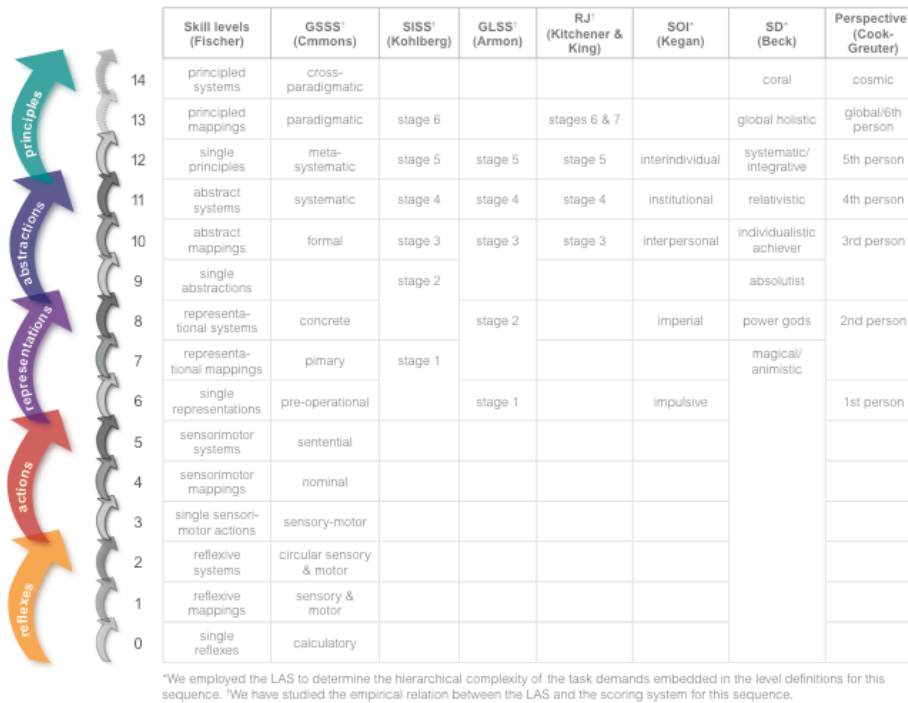 Skill levels (Fischer) GSSS† (Cmmons) SISS† (Kohlberg) GLSS† (Armon) RJ† (Kitchener & King) SOI* (Kegan) SD* (Beck) Perspective* (Cook-Greuter)
14 principled systems cross-paradigmatic coral cosmic
13 principled mappings paradigmatic stage 6 stages 6 & 7 global holistic global/6th person
12 single principles meta-systematic stage 5 stage 5 stage 5 interindividual systematic/integrative 5th person
11 abstract systems systematic stage 4 stage 4 stage 4 institutional relativistic 4th person
10 abstract mappings formal stage 3 stage 3 stage 3 interpersonal individualistic achiever 3rd person
9 single abstractions stage 2 absolutist
8 representa-tional systems concrete stage 2 imperial power gods 2nd person
7 representa-tional mappings pimary stage 1 magical/animistic
6 single representations pre-operational stage 1 impulsive 1st person
5 sensorimotor systems sentential
4 sensorimotor mappings nominal
3 single sensori-motor actions sensory-motor
2 reflexive systems circular sensory & motor
1 reflexive mappings sensory & motor
0 single reflexes calculatory
principles
abstractions
representations
actions
reflexes
*We employed the LAS to determine the hierarchical complexity of the task demands embedded in the level definitions for this
sequence. †We have studied the empirical relation between the LAS and the scoring system for this sequence.